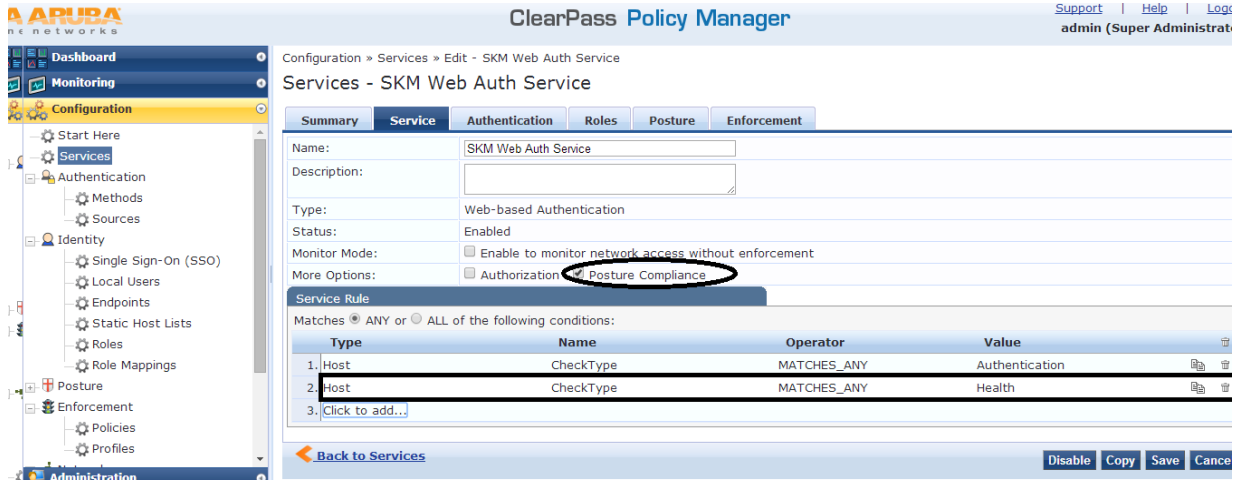 ARUBA
networks
ClearPass Policy Manager
Support | Help |
admin (Super
Dashboard
Monitoring
Configuration
Start Here
Services
Authentication
Methods
Sources
Identity
Single Sign-On (SSO)
Local Users
Endpoints
Static Host Lists
Roles
Role Mappings
Posture
Enforcement
Policies
Profiles
Administration
Configuration » Services » Edit - SKM Web Auth Service
Services - SKM Web Auth Service
Summary Service Authentication Roles Posture Enforcement
Name: SKM Web Auth Service
Description:
Type: Web-based Authentication
Status: Enabled
Monitor Mode: Enable to monitor network access without enforcement
More Options: Authorization Posture Compliance
Service Rule
Matches ANY or ALL of the following conditions:
Type Name Operator Value
1. Host CheckType MATCHES_ANY Authentication
2. Host CheckType MATCHES_ANY Health
3. Click to add...
Back to Services
Disable Copy Save Cance